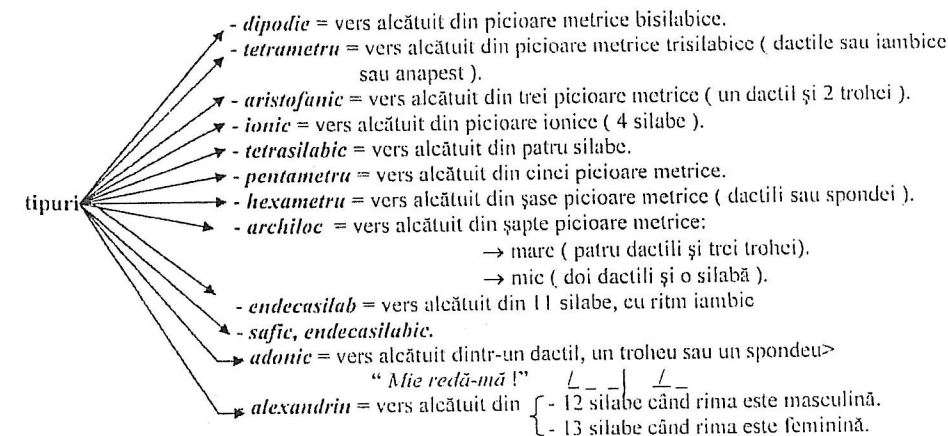 - dipodie = vers alcătuit din picioare metrice bisilabice.
- tetrametru = vers alcătuit din picioare metrice trisilabice ( dactile sau iambice
sau anapest ).
- aristofanic = vers alcătuit din trei picioare metrice ( un dactil şi 2 trohei ).
- ionic = vers alcătuit din picioare ionice ( 4 silabe ).
- tetrasilabic = vers alcătuit din patru silabe.
- pentametru = vers alcătuit din cinci picioare metrice.
tipuri - hexametru = vers alcătuit din şase picioare metrice ( dactili sau spondei ).
- archiloc = vers alcătuit din şapte picioare metrice:
→ mare ( patru dactili şi trei trohei).
→ mic ( doi dactili şi o silabă ).
- endecasilab = vers alcătuit din 11 silabe, cu ritm iambic
- safic, endecasilabic.
- adonic = vers alcătuit dintr-un dactil, un troheu sau un spondeu>
“ Mie redă-mă !” /_ _ _| /_ _
- alexandrin = vers alcătuit din { - 12 silabe când rima este masculină.
- 13 silabe când rima este feminină.